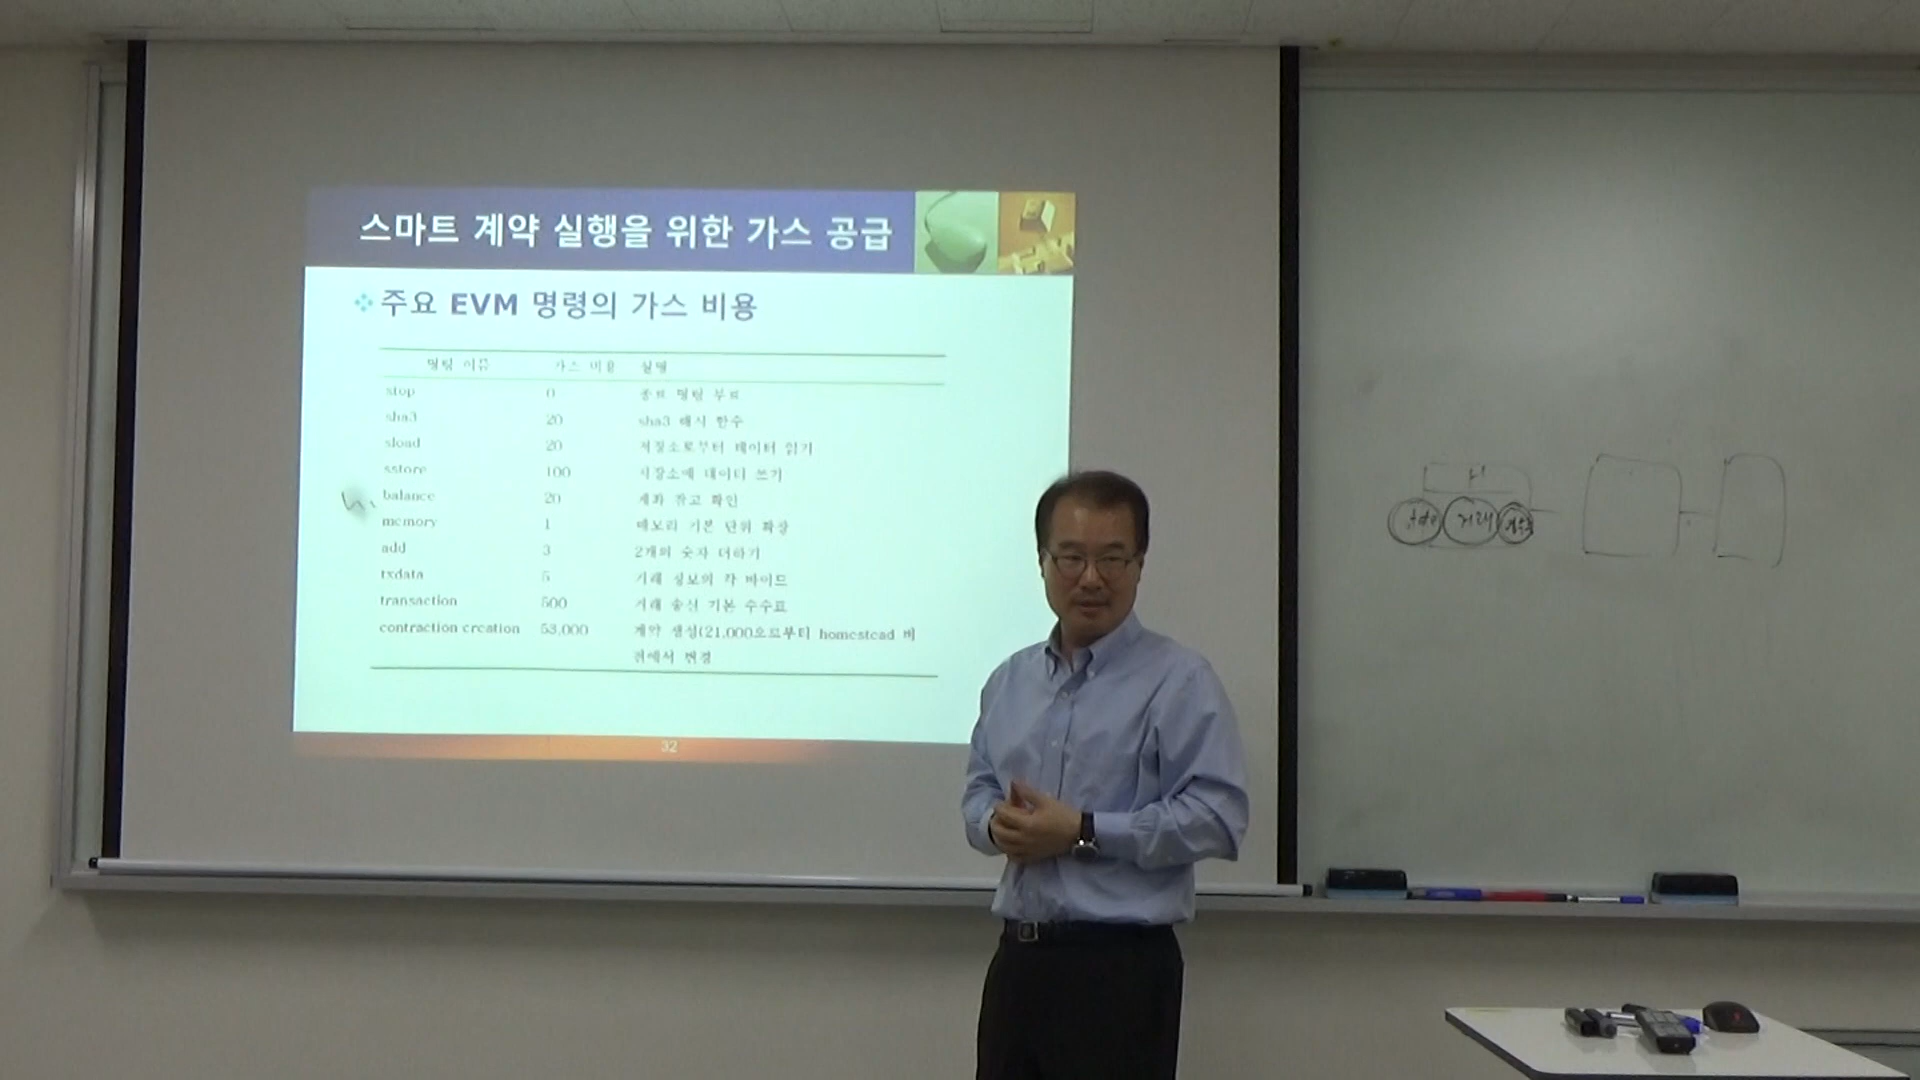 스마트 계약 실행을 위한 가스 공급
주요 EVM 명령의 가스 비용
명령 이름 가스 비용 설명
stop 0 종료 명령 무료
sha3 20 sha3 해시 함수
sload 20 저장소로부터 데이터 읽기
sstore 100 저장소에 데이터 쓰기
balance 20 계좌 잔고 확인
memory 1 메모리 기본 단위 확장
add 3 2개의 숫자 더하기
txdata 5 거래 정보의 각 바이트
transaction 500 거래 송신 기본 수수료
contraction creation 53,000 계약 생성(21,000으로부터 homestead 버
전에서 변경
32
거래